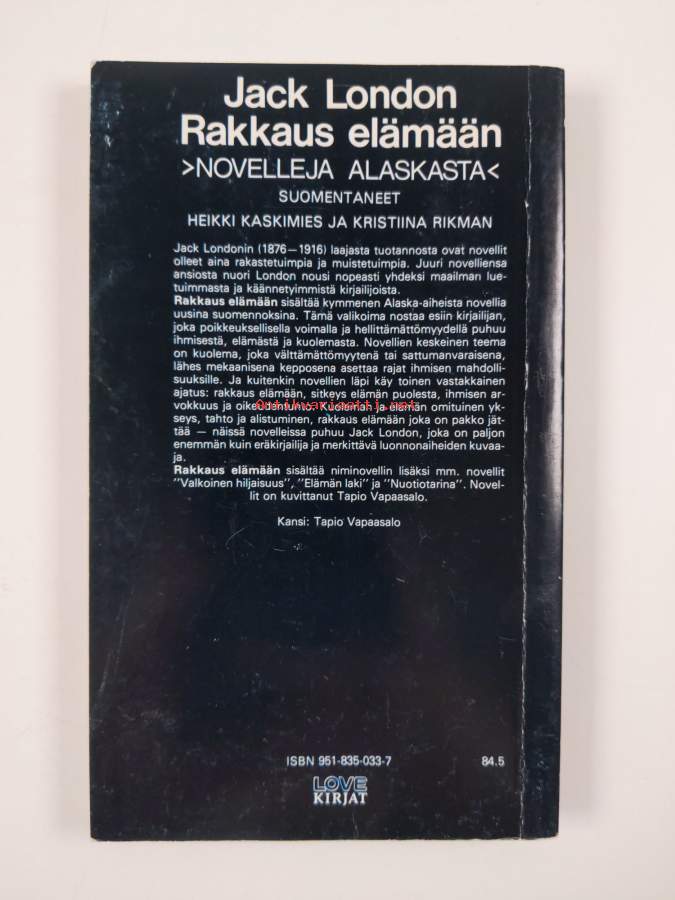 Jack London
Rakkaus elämään
>NOVELLEJA ALASKASTA<
SUOMENTANEET
HEIKKI KASKIMIES JA KRISTIINA RIKMAN
Jack Londonin (1876—1916) laajasta tuotannosta ovat novellit
olleet aina rakastetuimpia ja muistetuimpia. Juuri novelliensa
ansiosta nuori London nousi nopeasti yhdeksi maailman lue-
tuimmasta ja käännetyimmistä kirjailijoista.
Rakkaus elämään sisältää kymmenen Alaska-aiheista novellia
uusina suomennoksina. Tämä valikoima nostaa esiin kirjailijan,
joka poikkeuksellisella voimalla ja hellittämättömyydellä puhuu
ihmisestä, elämästä ja kuolemasta. Novellien keskeinen teema
on kuolema, joka välttämättömyytenä tai sattumanvaraisena,
lähes mekaanisena kepposena asettaa rajat ihmisen mahdolli-
suuksille. Ja kuitenkin novellien läpi käy toinen vastakkainen
ajatus: rakkaus elämään, sitkeys elämän puolesta, ihmisen ar-
vokkuus ja oikeudentunto. Kuoleman ja elämän omituinen yk-
seys, tahto ja alistuminen, rakkaus elämään joka on pakko jät-
tää — näissä novelleissa puhuu Jack London, joka on paljon
enemmän kuin eräkirjailija ja merkittävä luonnonaiheiden kuvaa-
ja.
Rakkaus elämään sisältää niminovellin lisäksi mm. novellit
"Valkoinen hiljaisuus", "Elämän laki" ja "Nuotiotarina". Novel-
lit on kuvittanut Tapio Vapaasalo.
Kansi: Tapio Vapaasalo
ISBN 951-835-033-7 84.5
LOVE
KIRJAT